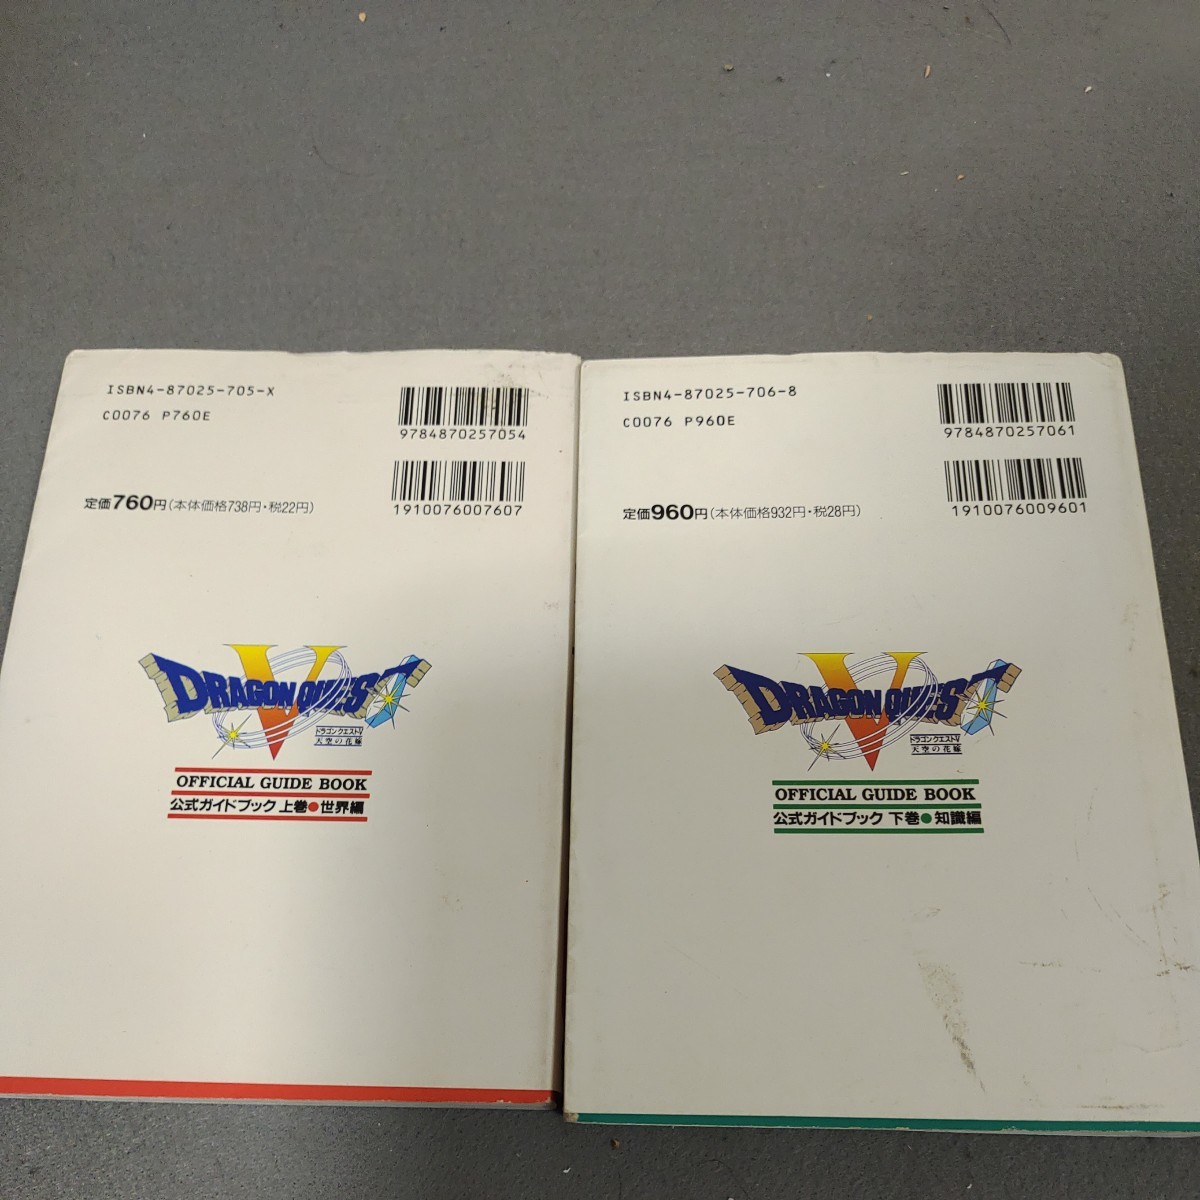 ISBN4-87025-705-X
C0076 P760E
9784870257054
1910076007607
定価760円(本体価格738円・税22円)
DRAGON QUEST
V
ドラゴンクエストV
天空の花嫁
OFFICIAL GUIDE BOOK
公式ガイドブック 上巻●世界編
ISBN4-87025-706-8
C0076 P960E
9784870257061
1910076009601
定価960円(本体価格932円・税28円)
DRAGON QUEST
V
ドラゴンクエストV
天空の花嫁
OFFICIAL GUIDE BOOK
公式ガイドブック 下巻●知識編